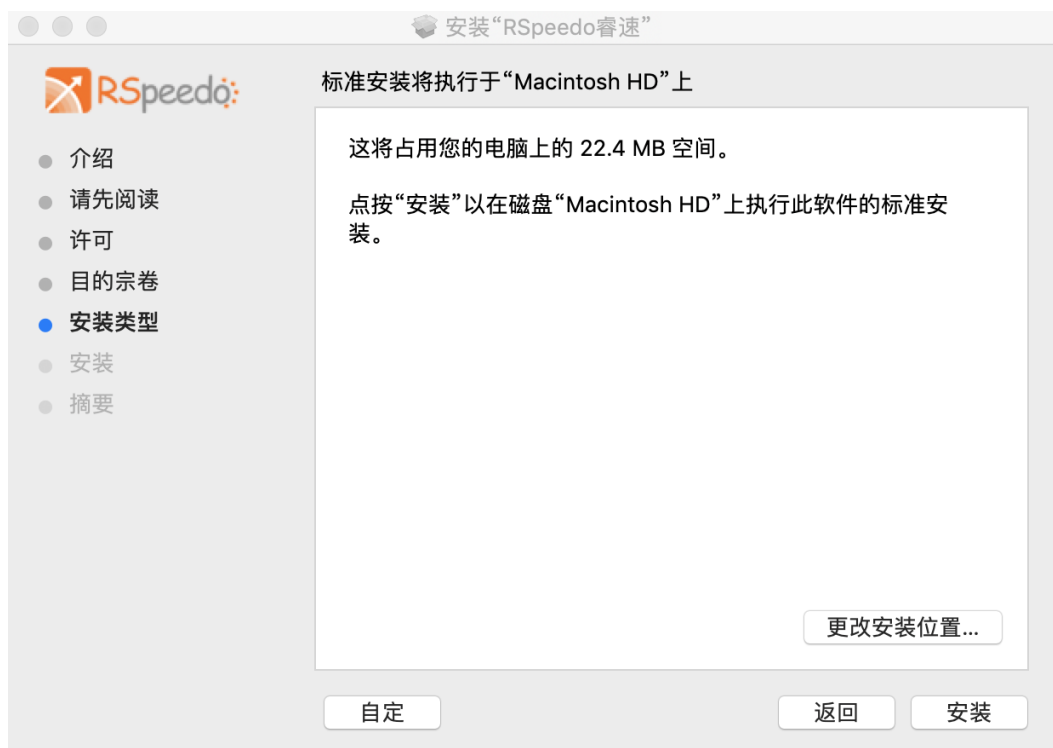 安装“RSpeedo睿速”
RSpeedo
标准安装将执行于“Macintosh HD”上
介绍
请先阅读
许可
目的宗卷
安装类型
安装
摘要
这将占用您的电脑上的 22.4 MB 空间。
点按“安装”以在磁盘“Macintosh HD”上执行此软件的标准安
装。
更改安装位置...
自定
返回
安装